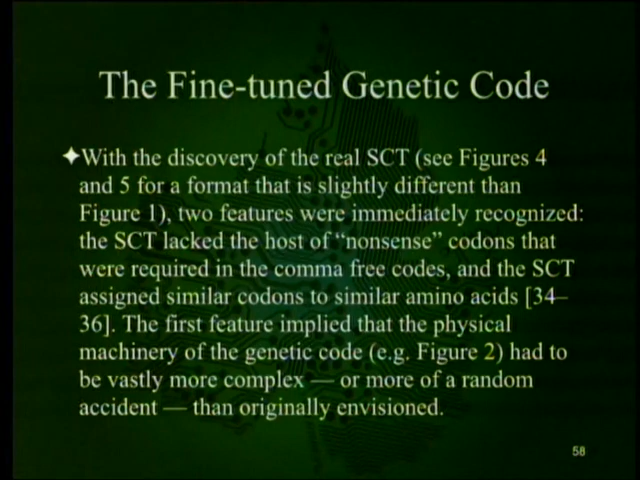 The Fine-tuned Genetic Code
✦With the discovery of the real SCT (see Figures 4
and 5 for a format that is slightly different than
Figure 1), two features were immediately recognized:
the SCT lacked the host of “nonsense” codons that
were required in the comma free codes, and the SCT
assigned similar codons to similar amino acids [34–
36]. The first feature implied that the physical
machinery of the genetic code (e.g. Figure 2) had to
be vastly more complex — or more of a random
accident — than originally envisioned.
58